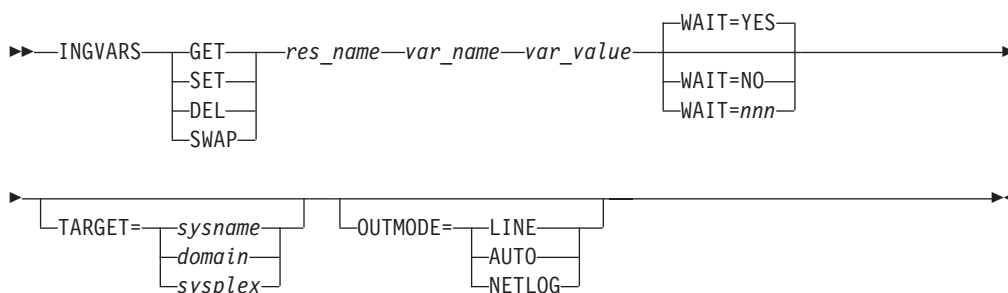 WAIT=YES
INGVARS GET res_name var_name var_value
SET WAIT=NO
DEL WAIT=nnn
SWAP
TARGET= sysname OUTMODE= LINE
domain AUTO
sysplex NETLOG